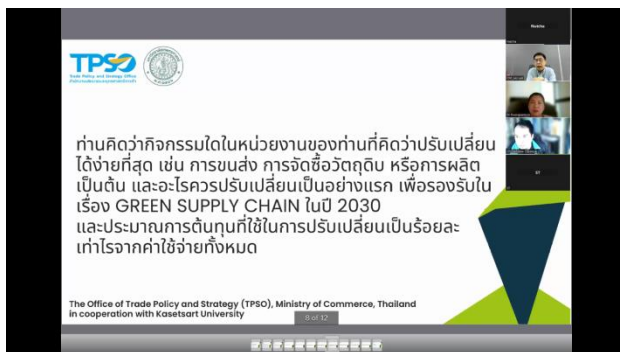 TPSO
Trade Policy and Strategy Office
ท่านคิดว่ากิจกรรมใดในหน่วยงานของท่านที่คิดว่าปรับเปลี่ยน
ได้ง่ายที่สุด เช่น การขนส่ง การจัดซื้อวัตถุดิบ หรือการผลิต
เป็นต้น และอะไรควรปรับเปลี่ยนเป็นอย่างแรก เพื่อรองรับใน
เรื่อง GREEN SUPPLY CHAIN ในปี 2030
และประมาณการต้นทุนที่ใช้ในการปรับเปลี่ยนเป็นร้อยละ
เท่าไรจากค่าใช้จ่ายทั้งหมด
The Office of Trade Policy and Strategy (TPSO), Ministry of Commerce, Thailand
in cooperation with Kasetsart University
8 of 12